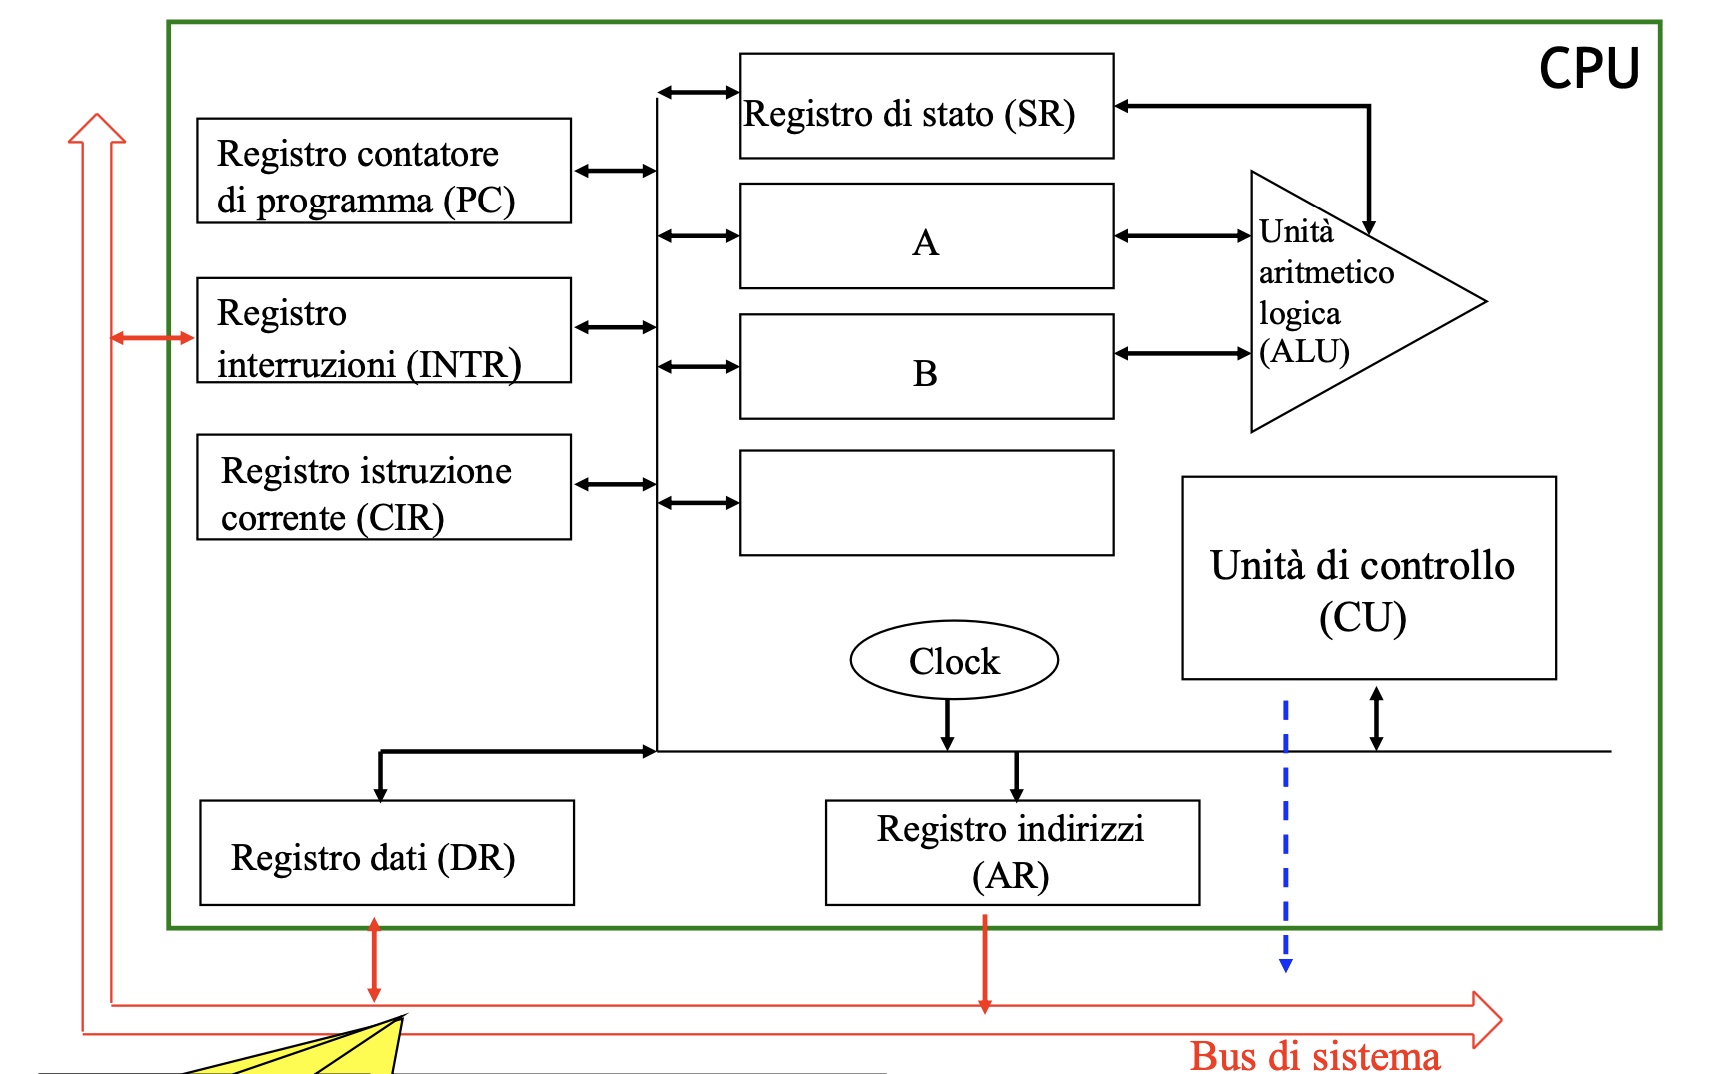 CPU
Registro di stato (SR)
Registro contatore
di programma (PC)
A
Unità
aritmetico
logica
(ALU)
Registro
interruzioni (INTR)
B
Registro istruzione
corrente (CIR)
Unità di controllo
(CU)
Clock
Registro dati (DR)
Registro indirizzi
(AR)
Bus di sistema